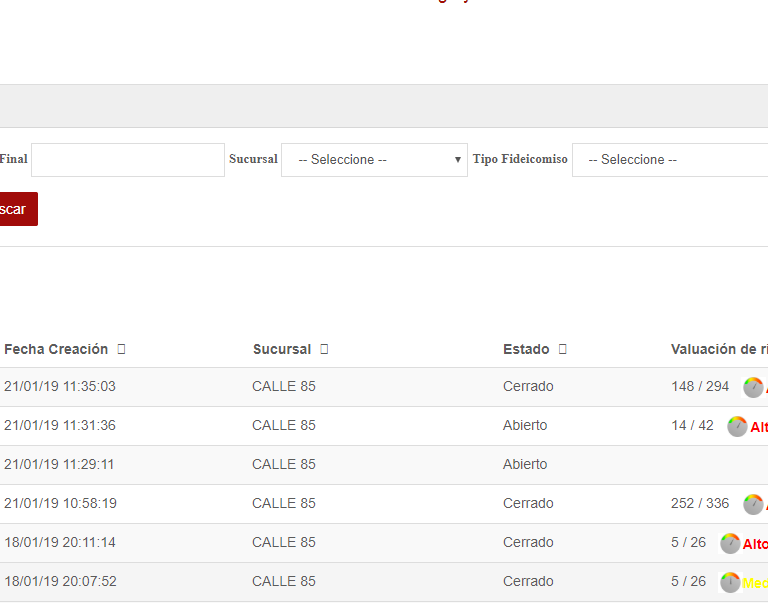 Final Sucursal -- Seleccione -- Tipo Fideicomiso -- Seleccione --
scar
Fecha Creación Sucursal Estado Valuación de
21/01/19 11:35:03 CALLE 85 Cerrado 148 / 294
21/01/19 11:31:36 CALLE 85 Abierto 14 / 42 Alt
21/01/19 11:29:11 CALLE 85 Abierto
21/01/19 10:58:19 CALLE 85 Cerrado 252 / 336
18/01/19 20:11:14 CALLE 85 Cerrado 5 / 26 Alto
18/01/19 20:07:52 CALLE 85 Cerrado 5 / 26 Med